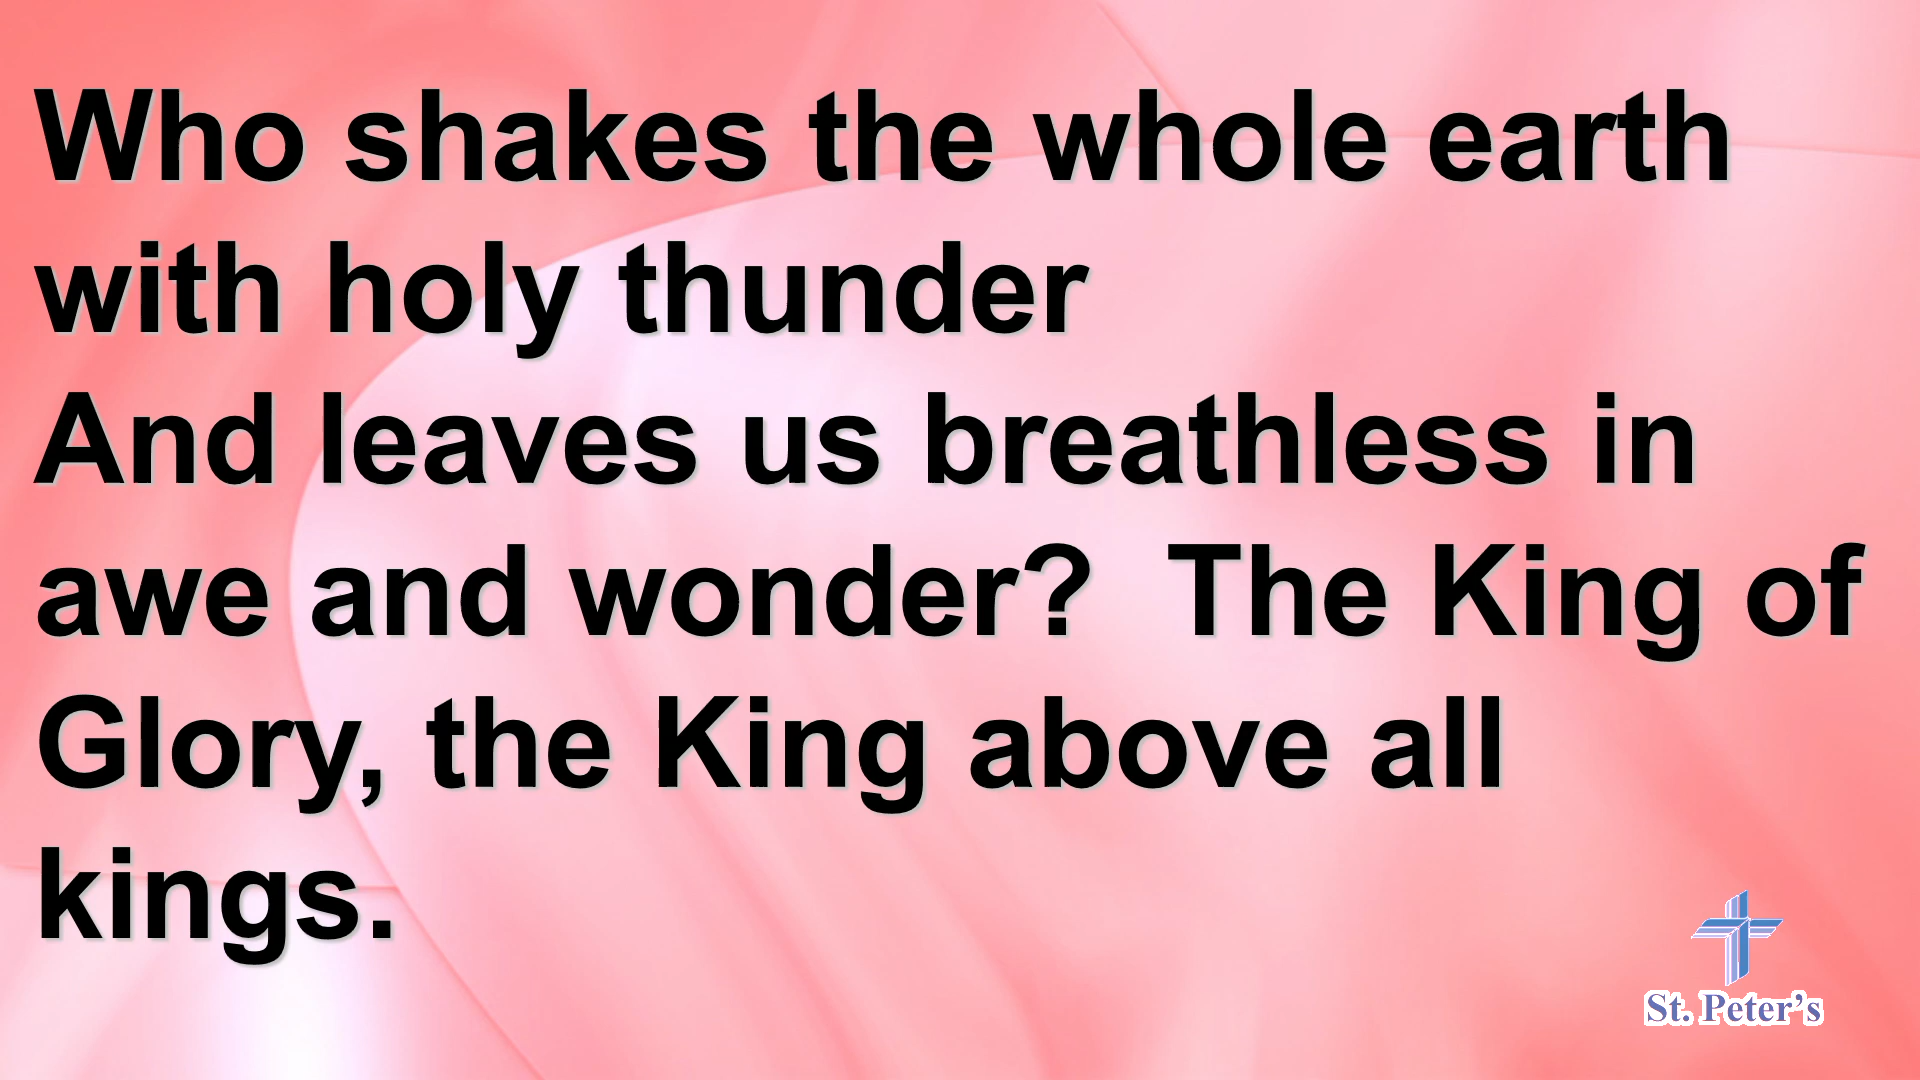 Who shakes the whole earth
with holy thunder
And leaves us breathless in
awe and wonder?  The King of
Glory, the King above all
kings.
St. Peter’s